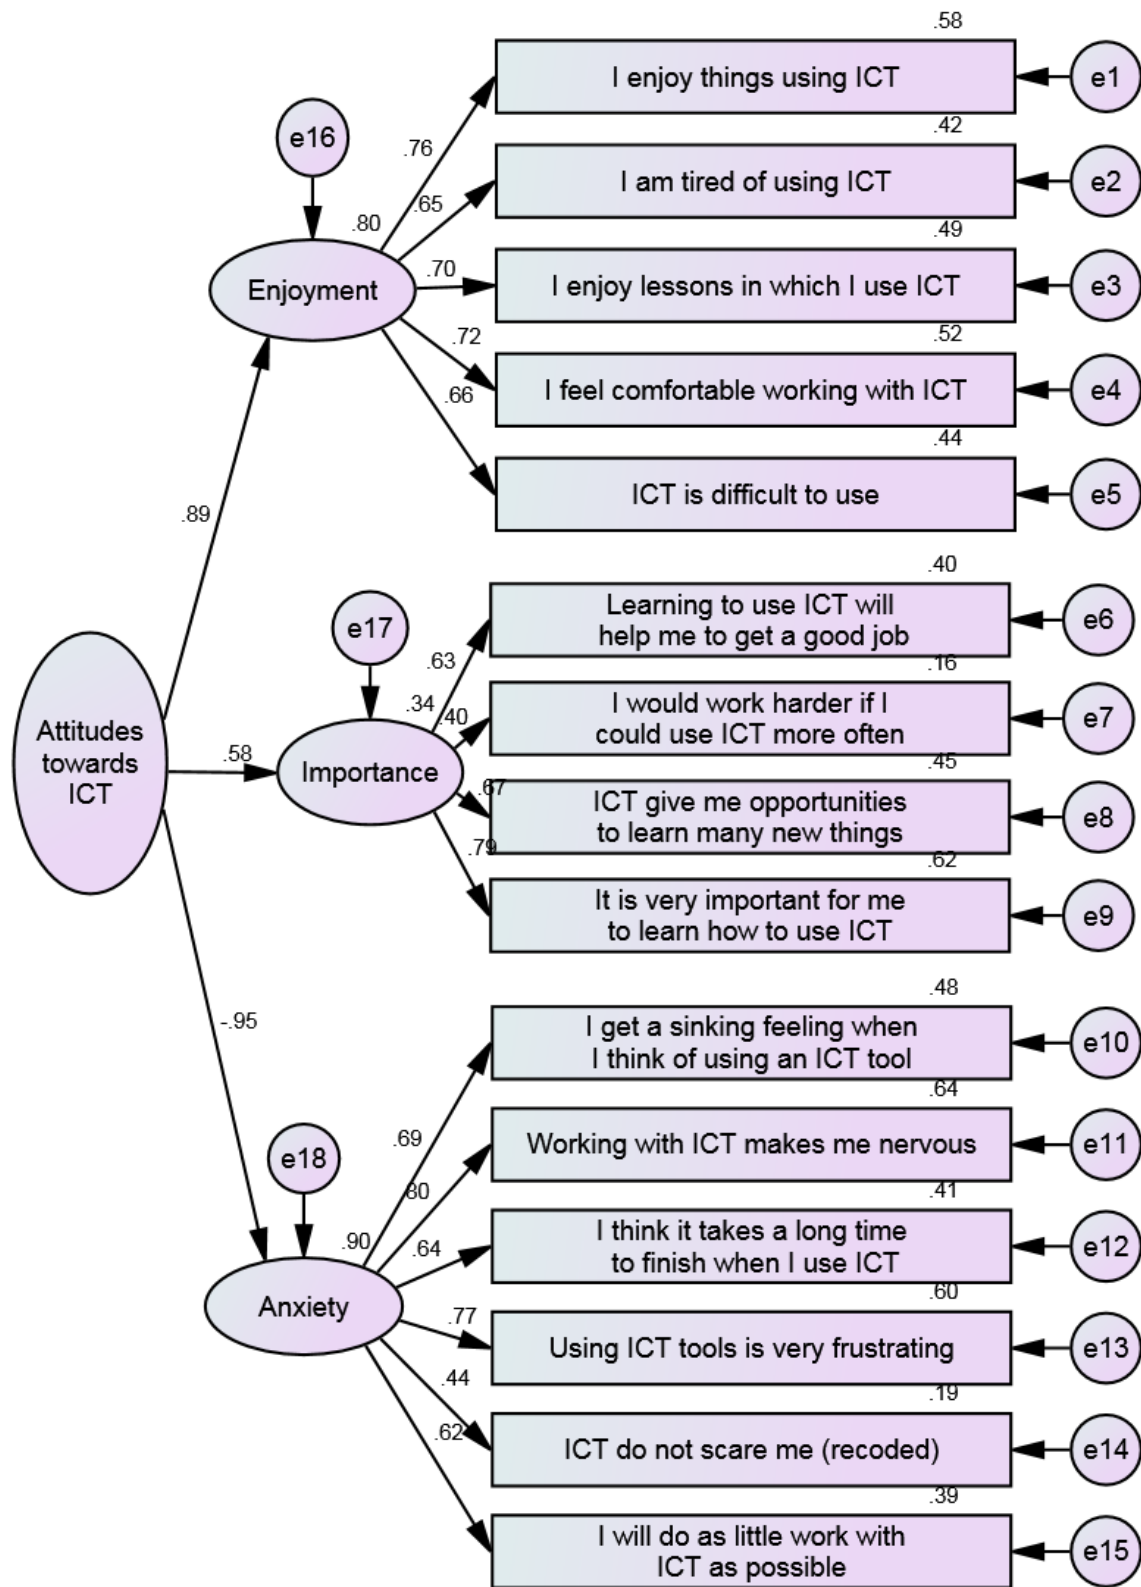 .58
I enjoy things using ICT
e1
e16
.42
.76
I am tired of using ICT
e2
.65
.80
.49
.70
Enjoyment
I enjoy lessons in which I use ICT
e3
.52
.72
I feel comfortable working with ICT
e4
.66
.44
ICT is difficult to use
e5
.89
.40
Learning to use ICT will
help me to get a good job
e6
e17
.63
.16
.34
.40
I would work harder if I
could use ICT more often
e7
Attitudes
towards
ICT
.58
Importance
.45
.67
ICT give me opportunities
to learn many new things
e8
.79
.62
It is very important for me
to learn how to use ICT
e9
.48
-.95
I get a sinking feeling when
I think of using an ICT tool
e10
.64
.69
Working with ICT makes me nervous
e11
e18
.80
.41
.90
.64
I think it takes a long time
to finish when I use ICT
e12
.60
Anxiety
.77
Using ICT tools is very frustrating
e13
.44
.19
.62
ICT do not scare me (recoded)
e14
.39
I will do as little work with
ICT as possible
e15